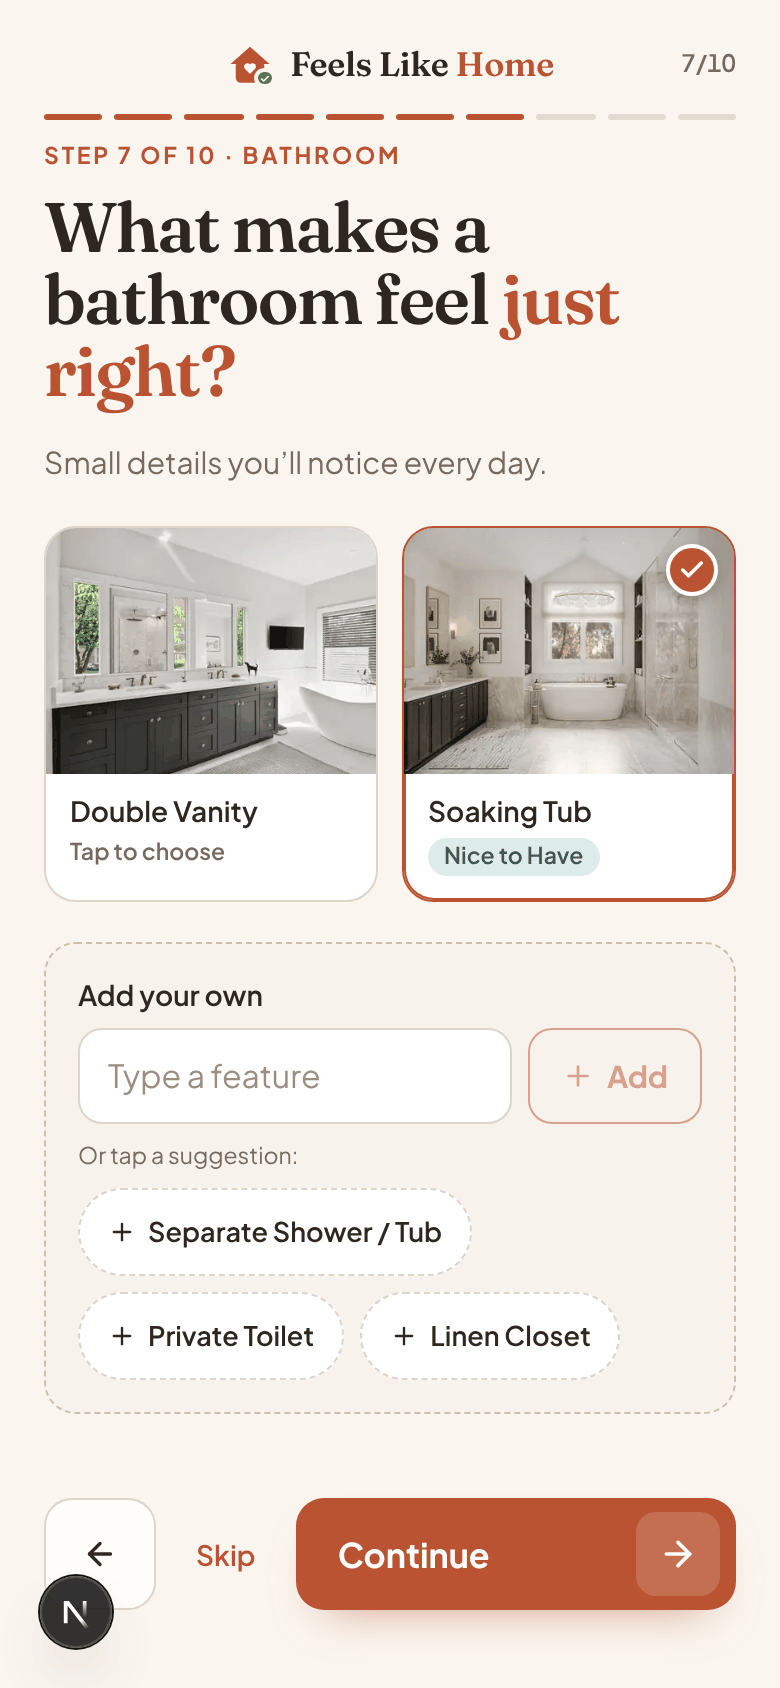 Feels Like Home
7/10
STEP 7 OF 10 · BATHROOM
What makes a
bathroom feel just
right?
Small details you’ll notice every day.
Double Vanity
Tap to choose
Soaking Tub
Nice to Have
Add your own
Type a feature
+ Add
Or tap a suggestion:
+ Separate Shower / Tub
+ Private Toilet
+ Linen Closet
← Skip
Continue →
N